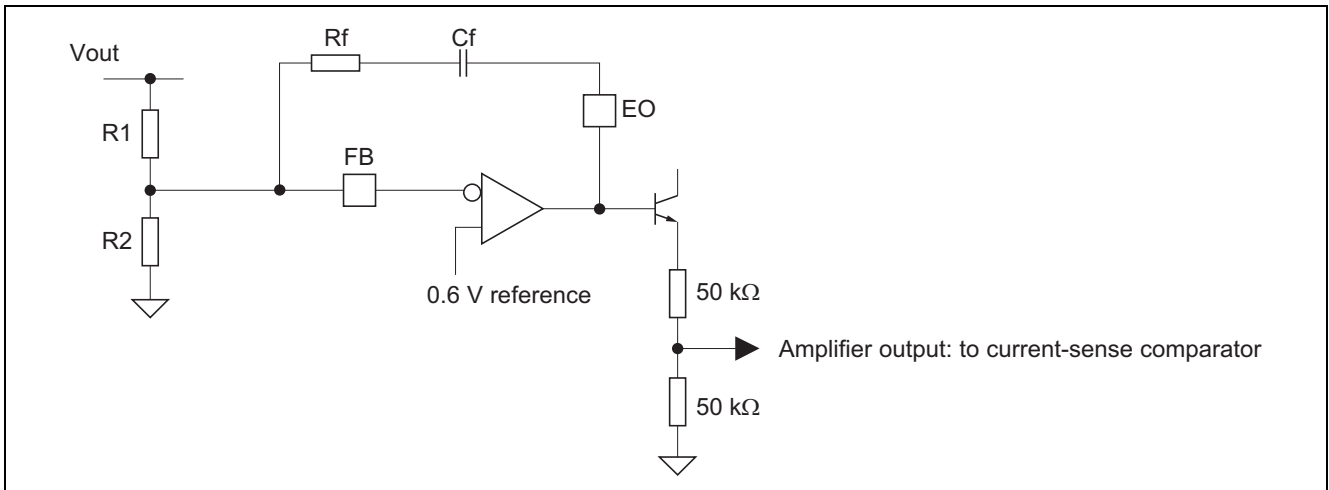 Rf
Cf
Vout
EO
R1
FB
R2
0.6 V reference
50 kΩ
Amplifier output: to current-sense comparator
50 kΩ